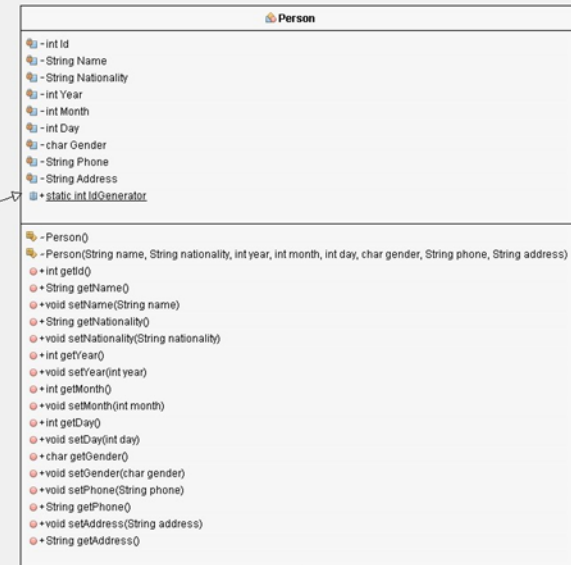 Person
-int Id
-String Name
-String Nationality
-int Year
-int Month
-int Day
-char Gender
-String Phone
-String Address
+static int IdGenerator
-Person()
-Person(String name, String nationality, int year, int month, int day, char gender, String phone, String address)
+int getId()
+String getName()
+void setName(String name)
+String getNationality()
+void setNationality(String nationality)
+int getYear()
+void setYear(int year)
+int getMonth()
+void setMonth(int month)
+int getDay()
+void setDay(int day)
+char getGender()
+void setGender(char gender)
+void setPhone(String phone)
+String getPhone()
+void setAddress(String address)
+String getAddress()